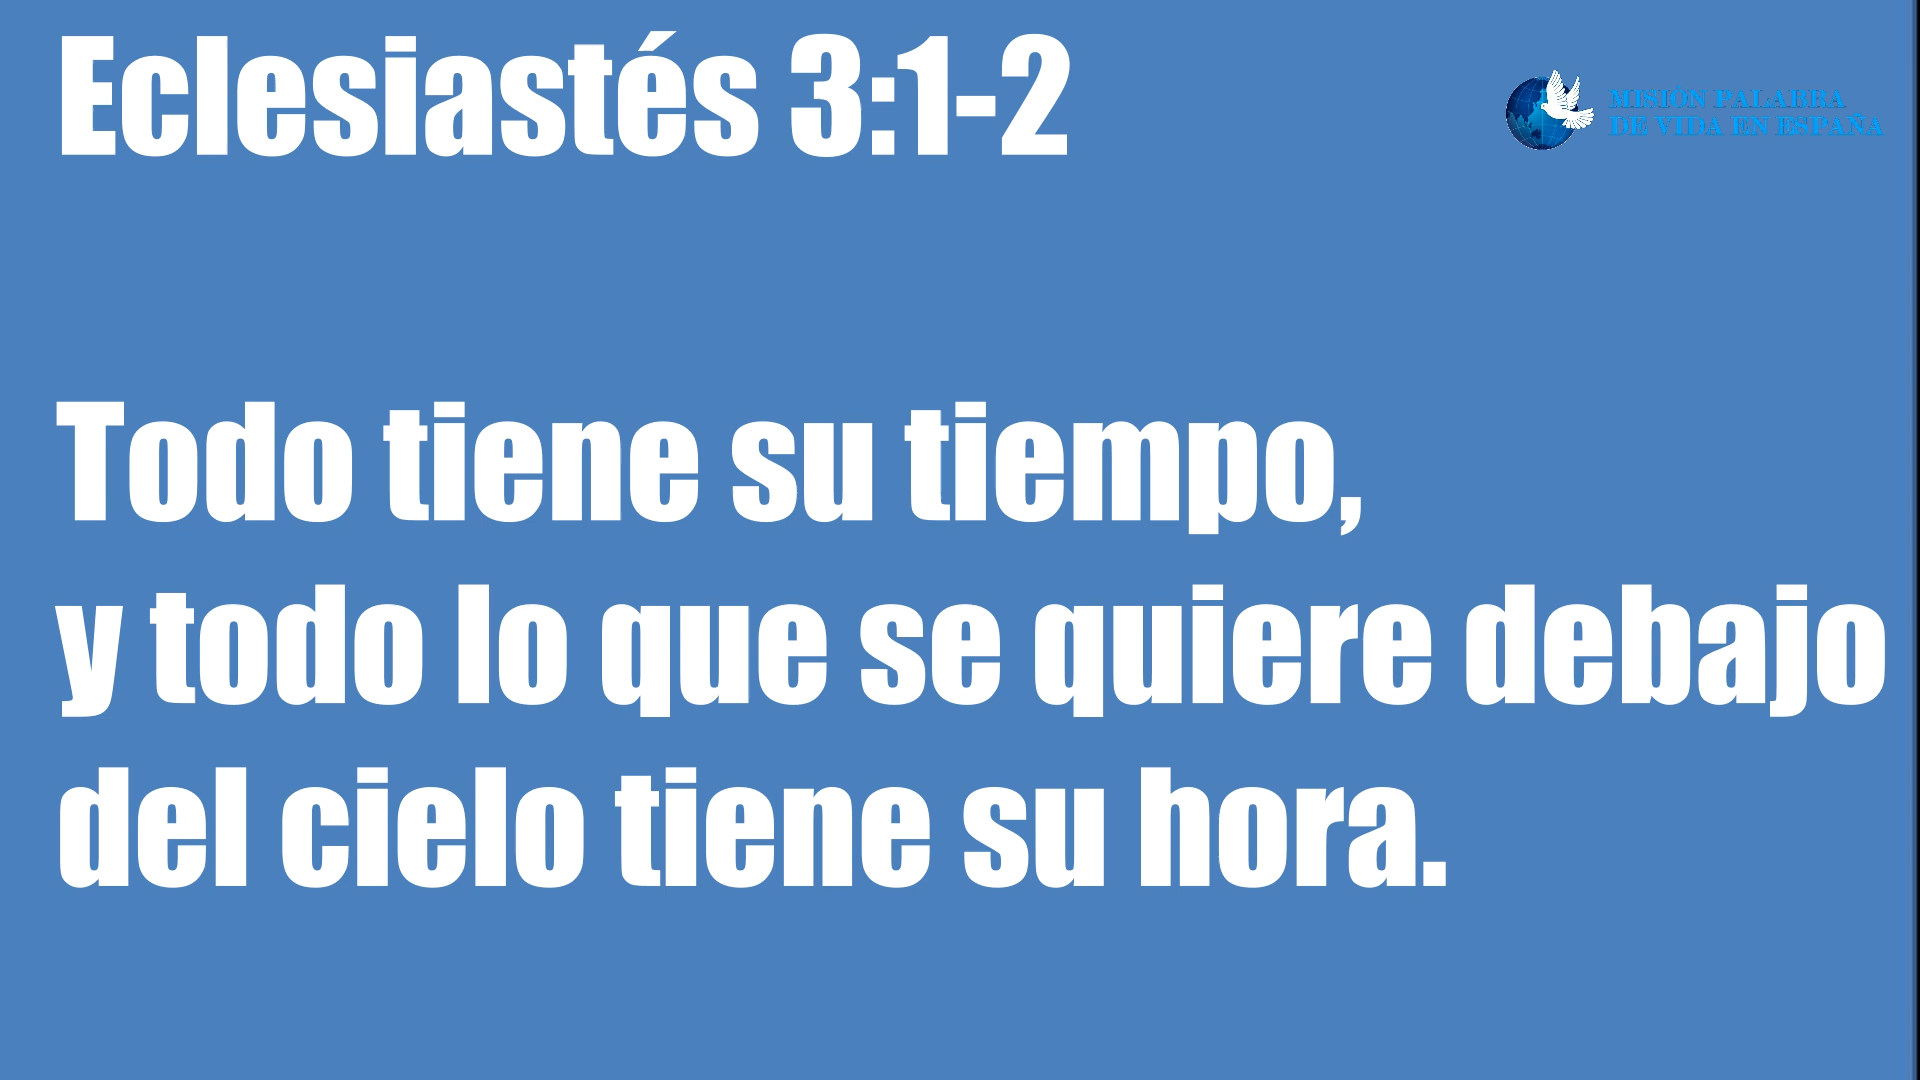 Eclesiastés 3:1-2
MISIÓN PALABRA
DE VIDA EN ESPAÑA
Todo tiene su tiempo,
y todo lo que se quiere debajo
del cielo tiene su hora.